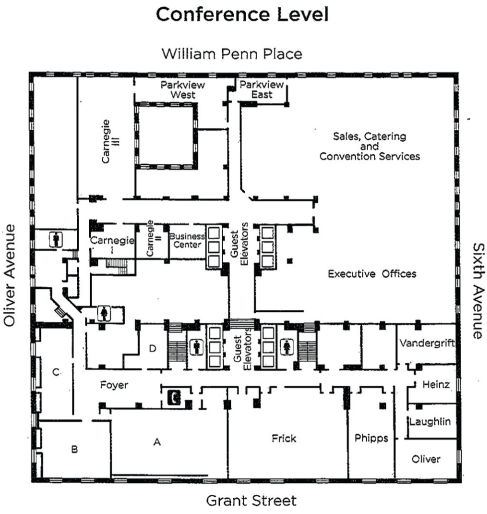 Conference Level
William Penn Place
Parkview
West
Parkview
East
Carnegie
III
Sales, Catering
and
Convention Services
Oliver Avenue
Carnegie
I
Carnegie
II
Business
Center
Guest
Elevators
Executive Offices
Sixth Avenue
D
Guest
Elevators
Vandergrift
C
Foyer
Heinz
B
A
Frick
Phipps
Laughlin
Oliver
Grant Street